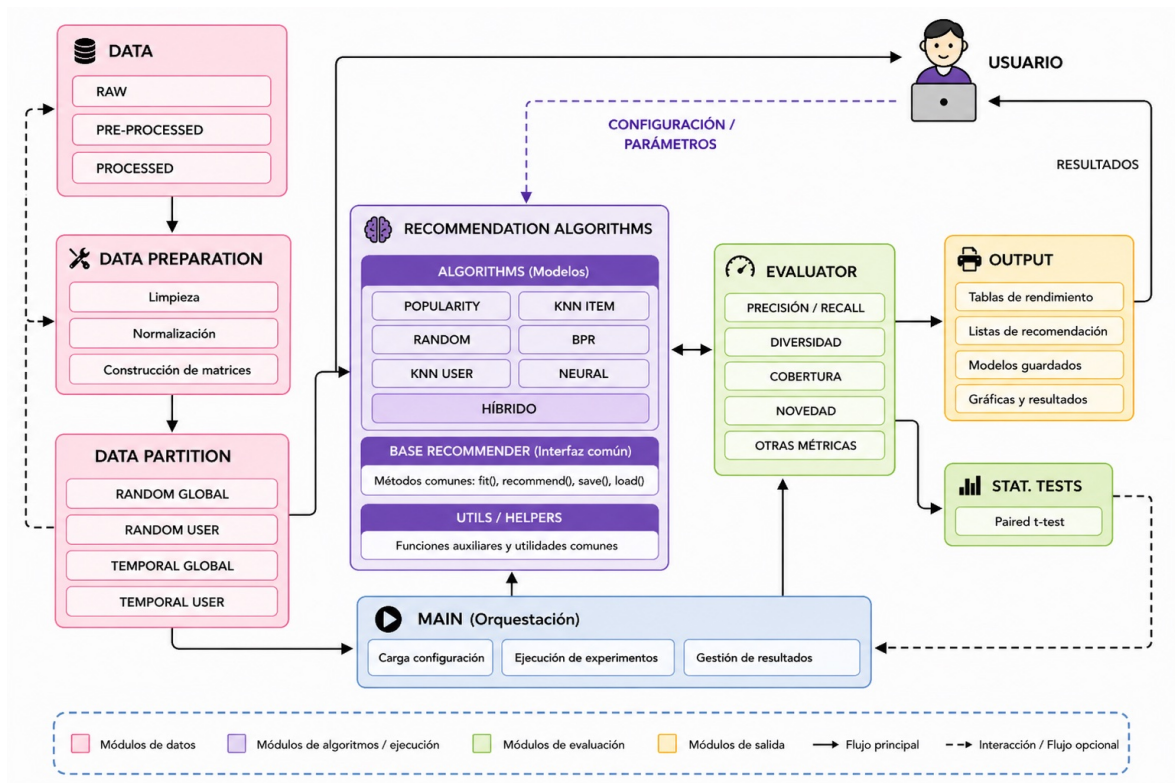 DATA
RAW
PRE-PROCESSED
PROCESSED
DATA PREPARATION
Limpieza
Normalización
Construcción de matrices
DATA PARTITION
RANDOM GLOBAL
RANDOM USER
TEMPORAL GLOBAL
TEMPORAL USER
USUARIO
CONFIGURACIÓN /
PARÁMETROS
RESULTADOS
RECOMMENDATION ALGORITHMS
ALGORITHMS (Modelos)
POPULARITY
KNN ITEM
RANDOM
BPR
KNN USER
NEURAL
HÍBRIDO
BASE RECOMMENDER (Interfaz común)
Métodos comunes: fit(), recommend(), save(), load()
UTILS / HELPERS
Funciones auxiliares y utilidades comunes
EVALUATOR
PRECISIÓN / RECALL
DIVERSIDAD
COBERTURA
NOVEDAD
OTRAS MÉTRICAS
OUTPUT
Tablas de rendimiento
Listas de recomendación
Modelos guardados
Gráficas y resultados
STAT. TESTS
Paired t-test
MAIN (Orquestación)
Carga configuración
Ejecución de experimentos
Gestión de resultados
Módulos de datos
Módulos de algoritmos / ejecución
Módulos de evaluación
Módulos de salida
Flujo principal
Interacción / Flujo opcional